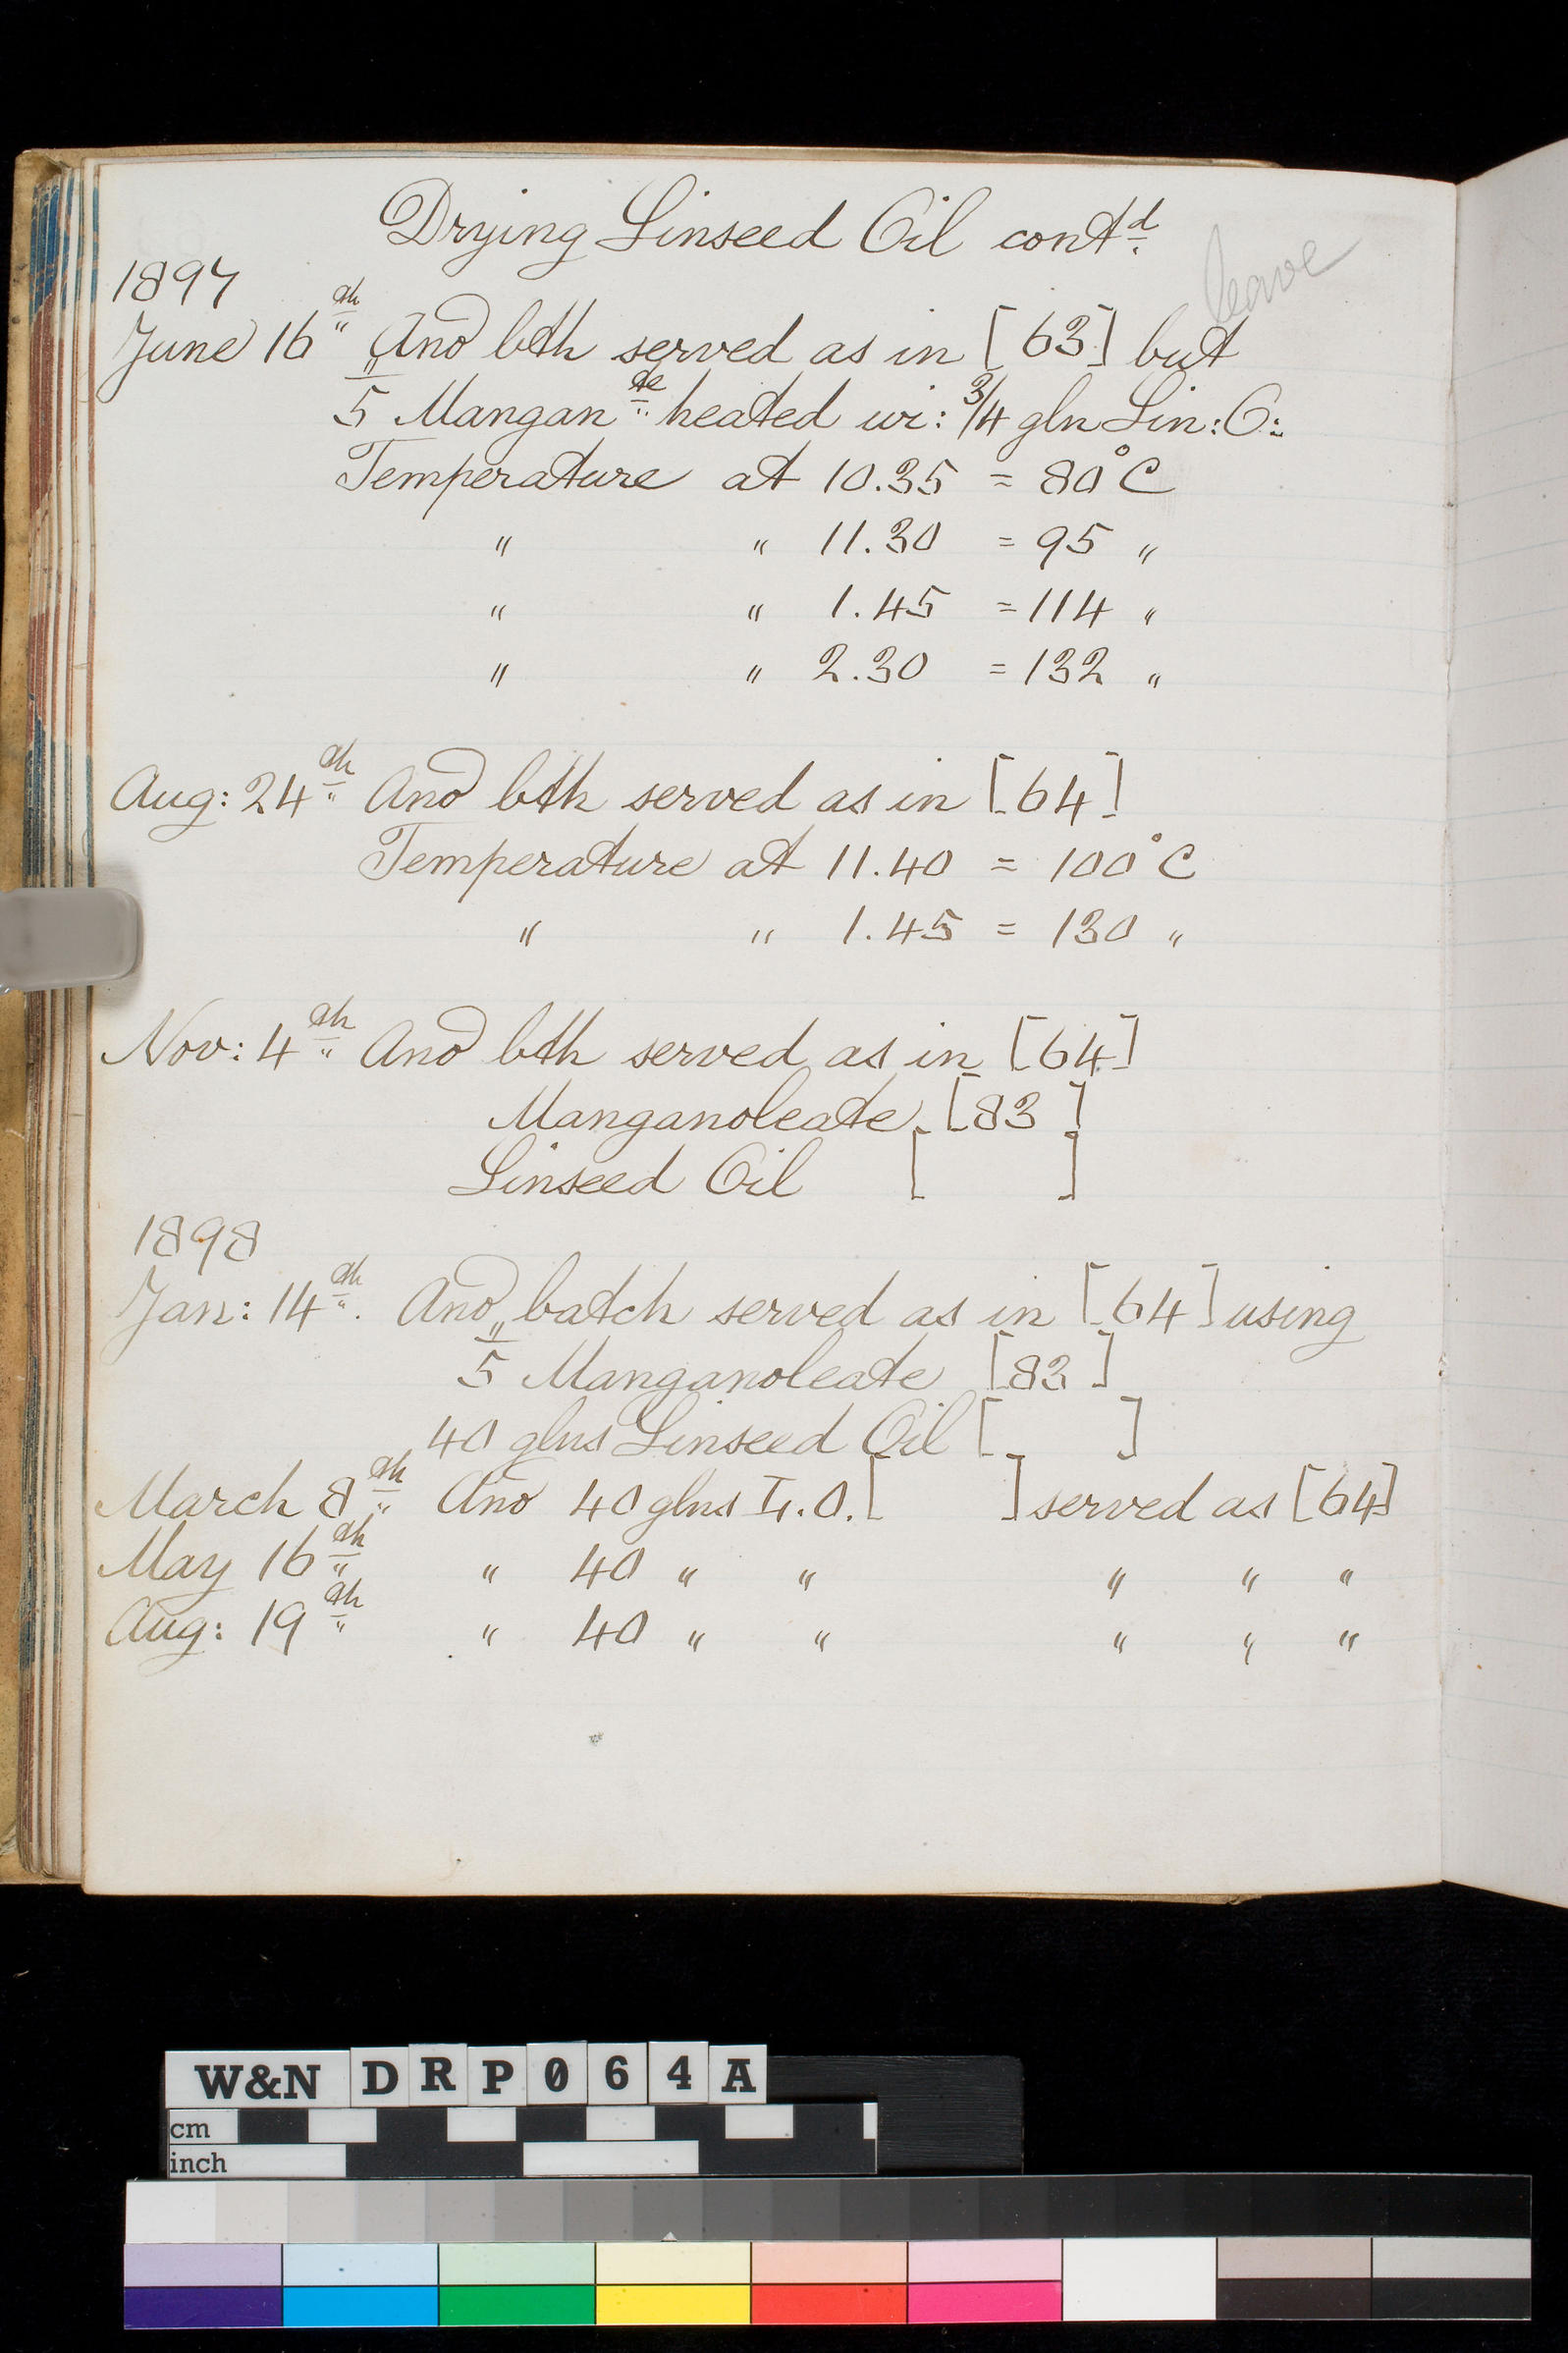 Drying Linseed Oil contd
leave
1897
June 16th Ano bth served as in [63] but
5 Mangante heated wi: 3/4 gln Lin: O:
Temperature at 10.35 = 80°C
" " 11.30 = 95 "
" " 1.45 = 114 "
" " 2.30 = 132 "
Aug: 24th Ano bth served as in [64]
Temperature at 11.40 = 100°C
" " 1.45 = 130 "
Nov: 4th Ano bth served as in [64]
Manganoleate [83]
Linseed Oil [ ]
1898
Jan: 14th. Ano batch served as in [64] using
5 Manganoleate [83]
40 glns Linseed Oil [ ]
March 8th Ano 40 glns L.O. [ ] served as [64]
May 16th " 40 " " " " "
Aug: 19th " 40 " " " " "
W&N DRP064A
cm
inch